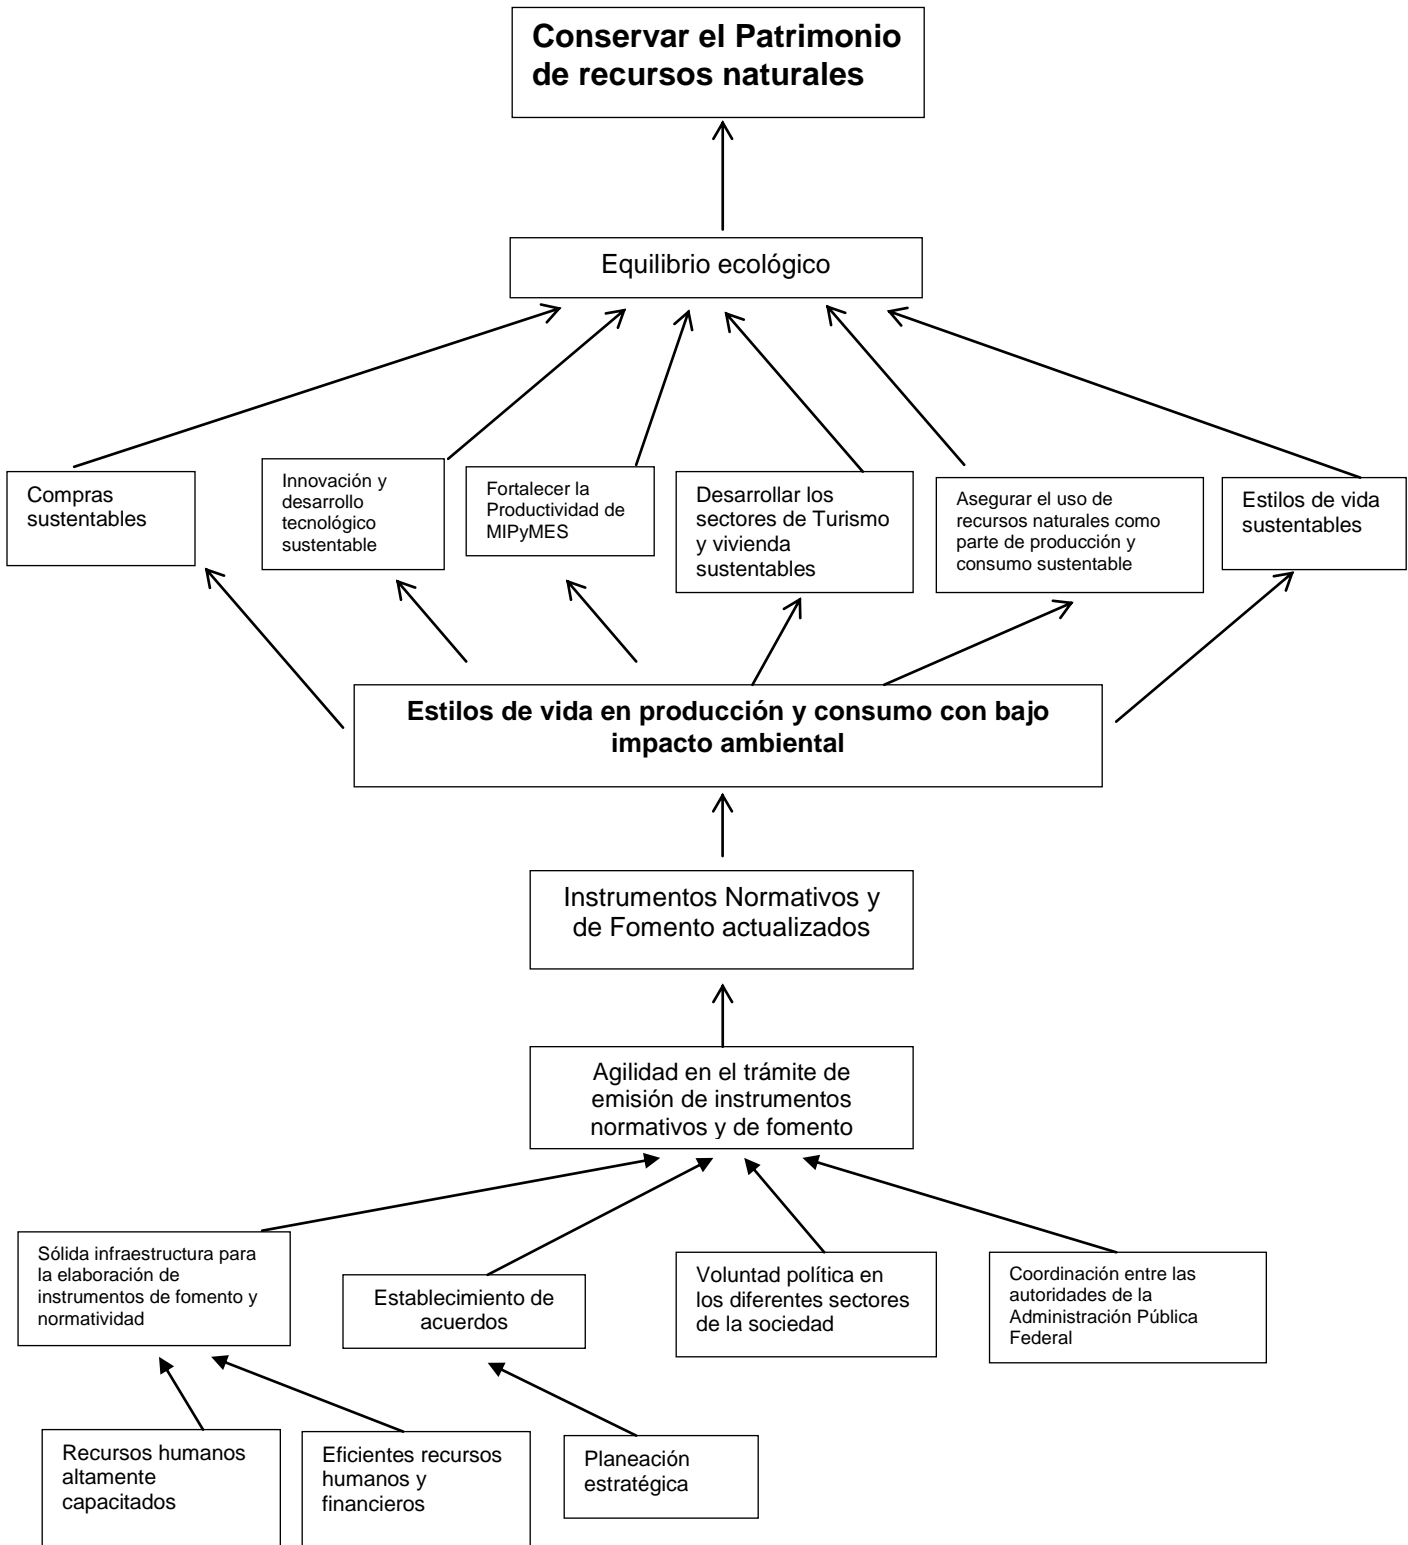 Conservar el Patrimonio
de recursos naturales
Equilibrio ecológico
Compras
sustentables
Innovación y
desarrollo
tecnológico
sustentable
Fortalecer la
Productividad de
MIPyMES
Desarrollar los
sectores de Turismo
y vivienda
sustentables
Asegurar el uso de
recursos naturales como
parte de producción y
consumo sustentable
Estilos de vida
sustentables
Estilos de vida en producción y consumo con bajo
impacto ambiental
Instrumentos Normativos y
de Fomento actualizados
Agilidad en el trámite de
emisión de instrumentos
normativos y de fomento
Sólida infraestructura para
la elaboración de
instrumentos de fomento y
normatividad
Establecimiento de
acuerdos
Voluntad política en
los diferentes sectores
de la sociedad
Coordinación entre las
autoridades de la
Administración Pública
Federal
Recursos humanos
altamente
capacitados
Eficientes recursos
humanos y
financieros
Planeación
estratégica